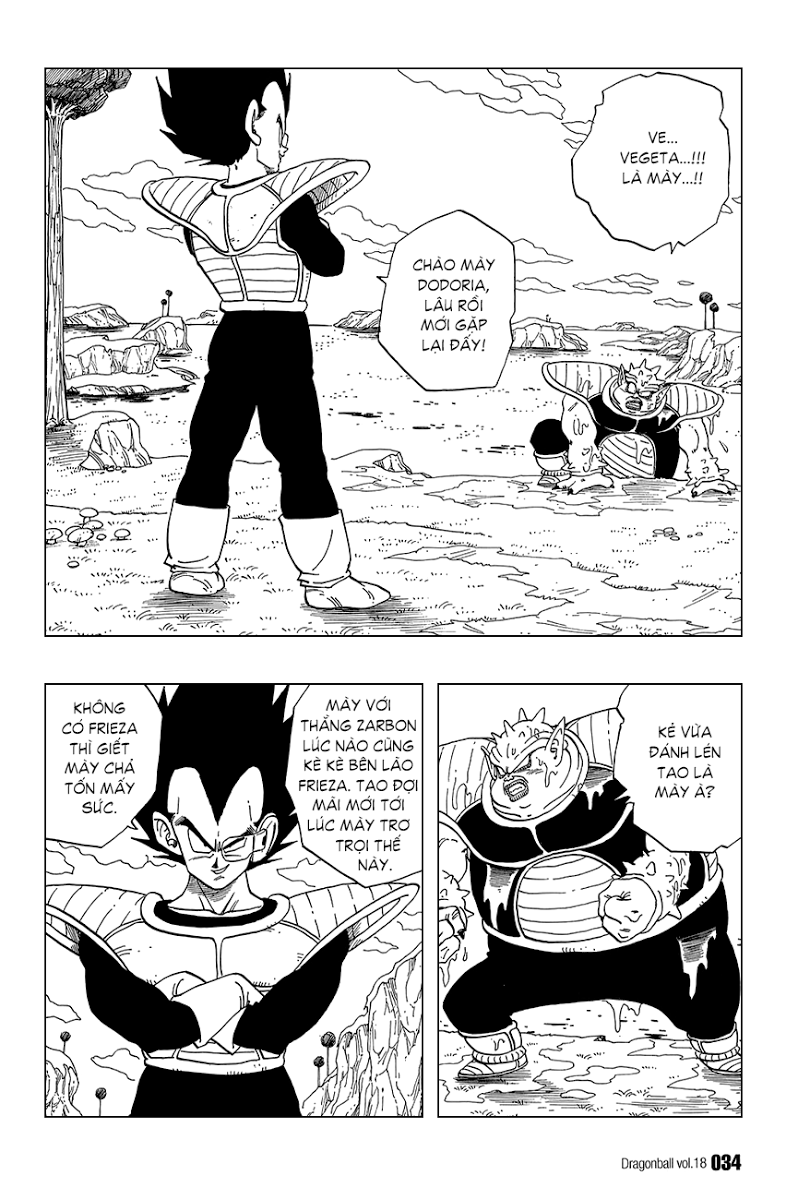 VE...
VEGETA...!!!
LÀ MÀY...!!
CHÀO MÀY
DODORIA,
LÂU RỒI
MỚI GẶP
LẠI ĐẤY!
KẺ VỪA
ĐÁNH LÉN
TAO LÀ
MÀY À?
MÀY VỚI
THẰNG ZARBON
LÚC NÀO CŨNG
KÈ KÈ BÊN LÃO
FRIEZA. TAO ĐỢI
MÃI MỚI TỚI
LÚC MÀY TRƠ
TRỌI THẾ
NÀY.
KHÔNG
CÓ FRIEZA
THÌ GIẾT
MÀY CHẢ
TỐN MẤY
SỨC.
Dragonball vol.18 034